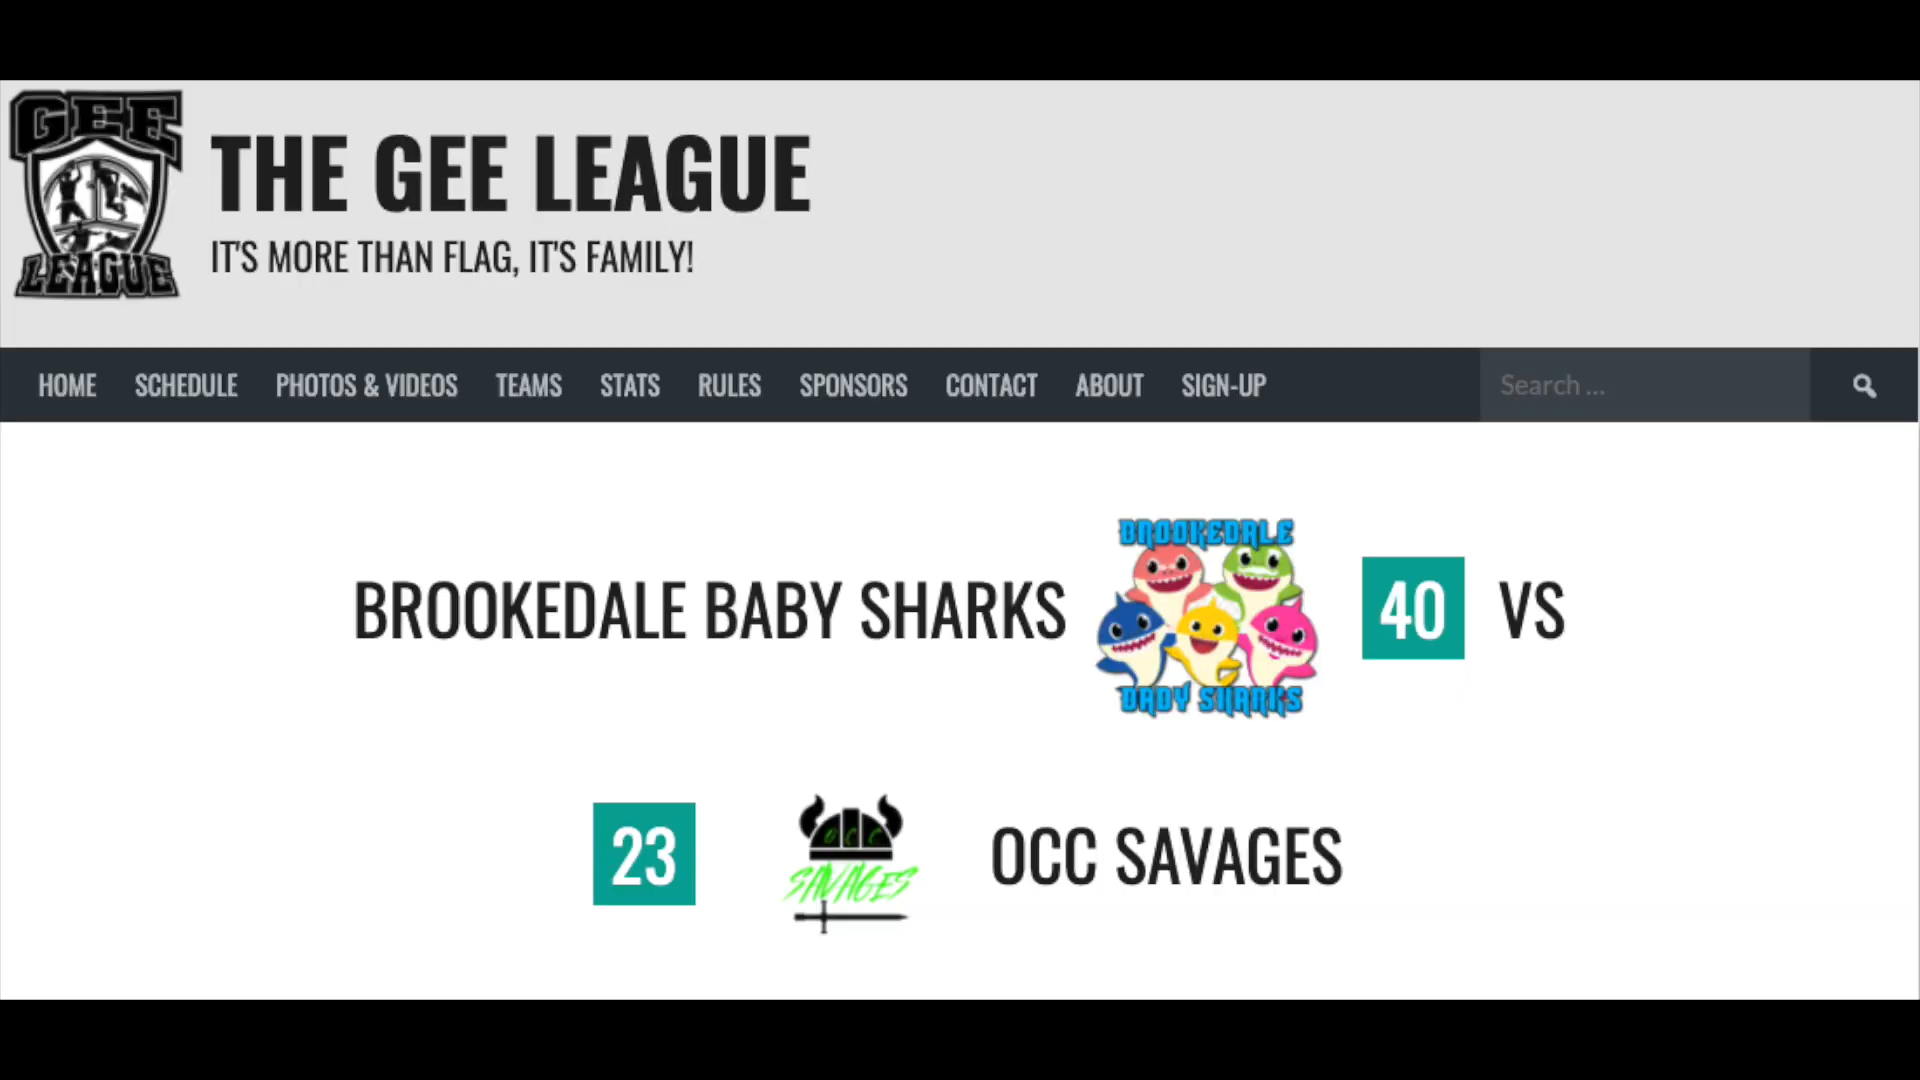 GEE
LEAGUE
THE GEE LEAGUE
IT'S MORE THAN FLAG, IT'S FAMILY!
HOME SCHEDULE PHOTOS & VIDEOS TEAMS STATS RULES SPONSORS CONTACT ABOUT SIGN-UP Search ...
BROOKEDALE
BROOKEDALE BABY SHARKS 40 VS
BABY SHARKS
OCC
23 SAVAGES OCC SAVAGES